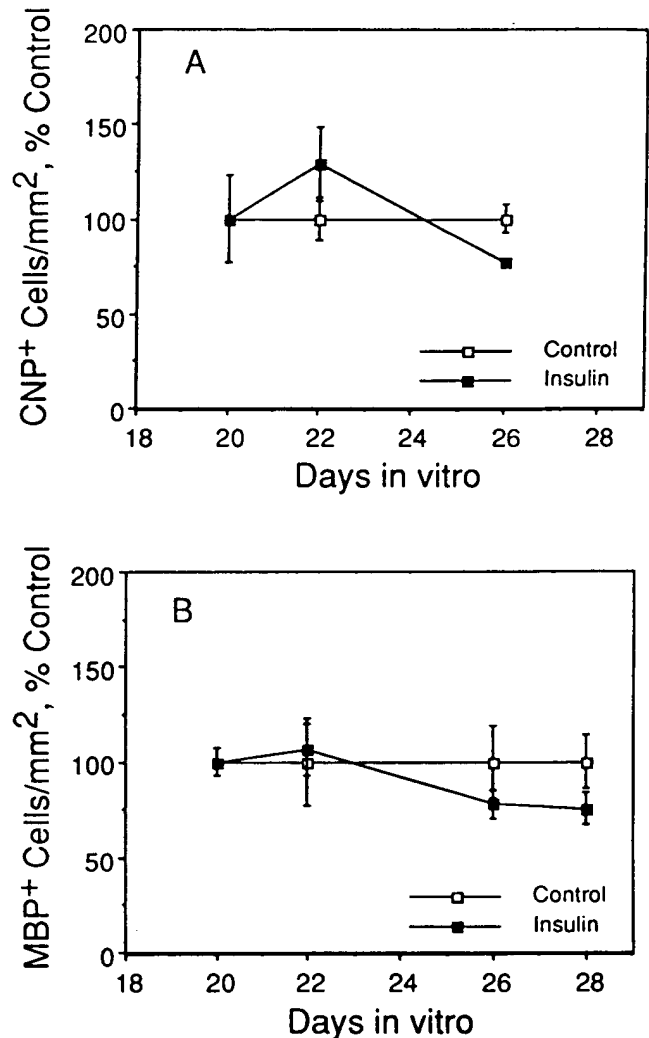 A
CNP+ Cells/mm2, % Control
200
150
100
50
0
18 20 22 24 26 28
Days in vitro
Control
Insulin
B
MBP+ Cells/mm2, % Control
200
150
100
50
0
18 20 22 24 26 28
Days in vitro
Control
Insulin